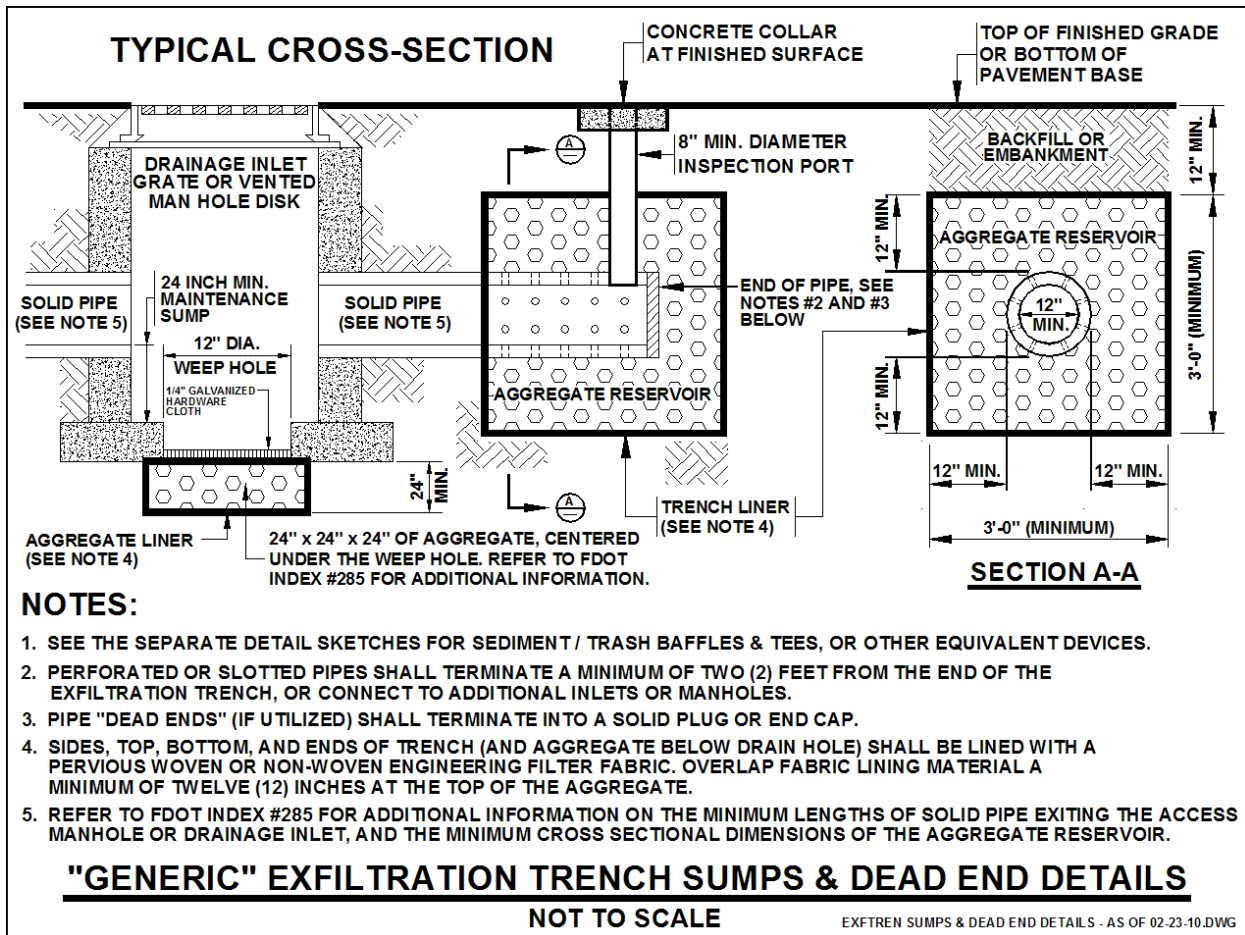 TYPICAL CROSS-SECTION
CONCRETE COLLAR
AT FINISHED SURFACE
TOP OF FINISHED GRADE
OR BOTTOM OF
PAVEMENT BASE
DRAINAGE INLET
GRATE OR VENTED
MAN HOLE DISK
A
8" MIN. DIAMETER
INSPECTION PORT
BACKFILL OR
EMBANKMENT
12" MIN.
12" MIN.
AGGREGATE RESERVOIR
12"
MIN.
12" MIN.
3'-0" (MINIMUM)
24 INCH MIN.
MAINTENANCE
SUMP
SOLID PIPE
(SEE NOTE 5)
SOLID PIPE
(SEE NOTE 5)
END OF PIPE, SEE
NOTES #2 AND #3
BELOW
12" DIA.
WEEP HOLE
1/4" GALVANIZED
HARDWARE
CLOTH
AGGREGATE RESERVOIR
24"
MIN.
A
12" MIN.
12" MIN.
3'-0" (MINIMUM)
TRENCH LINER
(SEE NOTE 4)
AGGREGATE LINER
(SEE NOTE 4)
24" x 24" x 24" OF AGGREGATE, CENTERED
UNDER THE WEEP HOLE. REFER TO FDOT
INDEX #285 FOR ADDITIONAL INFORMATION.
SECTION A-A
NOTES:
1. SEE THE SEPARATE DETAIL SKETCHES FOR SEDIMENT / TRASH BAFFLES & TEES, OR OTHER EQUIVALENT DEVICES.
2. PERFORATED OR SLOTTED PIPES SHALL TERMINATE A MINIMUM OF TWO (2) FEET FROM THE END OF THE
EXFILTRATION TRENCH, OR CONNECT TO ADDITIONAL INLETS OR MANHOLES.
3. PIPE "DEAD ENDS" (IF UTILIZED) SHALL TERMINATE INTO A SOLID PLUG OR END CAP.
4. SIDES, TOP, BOTTOM, AND ENDS OF TRENCH (AND AGGREGATE BELOW DRAIN HOLE) SHALL BE LINED WITH A
PERVIOUS WOVEN OR NON-WOVEN ENGINEERING FILTER FABRIC. OVERLAP FABRIC LINING MATERIAL A
MINIMUM OF TWELVE (12) INCHES AT THE TOP OF THE AGGREGATE.
5. REFER TO FDOT INDEX #285 FOR ADDITIONAL INFORMATION ON THE MINIMUM LENGTHS OF SOLID PIPE EXITING THE ACCESS
MANHOLE OR DRAINAGE INLET, AND THE MINIMUM CROSS SECTIONAL DIMENSIONS OF THE AGGREGATE RESERVOIR.
"GENERIC" EXFILTRATION TRENCH SUMPS & DEAD END DETAILS
NOT TO SCALE
EXFTREN SUMPS & DEAD END DETAILS - AS OF 02-23-10.DWG